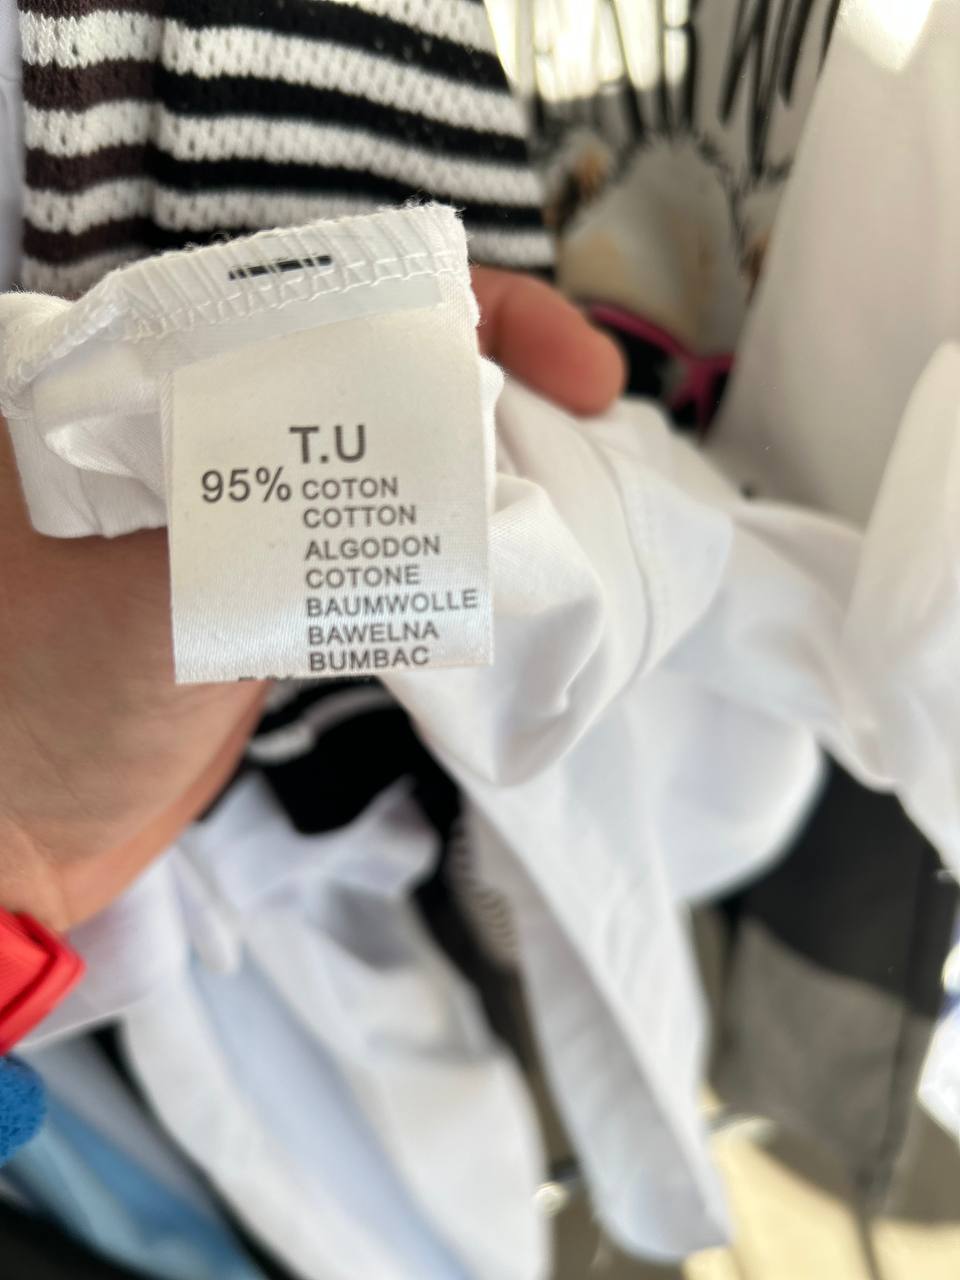 T.U
95% COTON
COTTON
ALGODON
COTONE
BAUMWOLLE
BAWELNA
BUMBAC